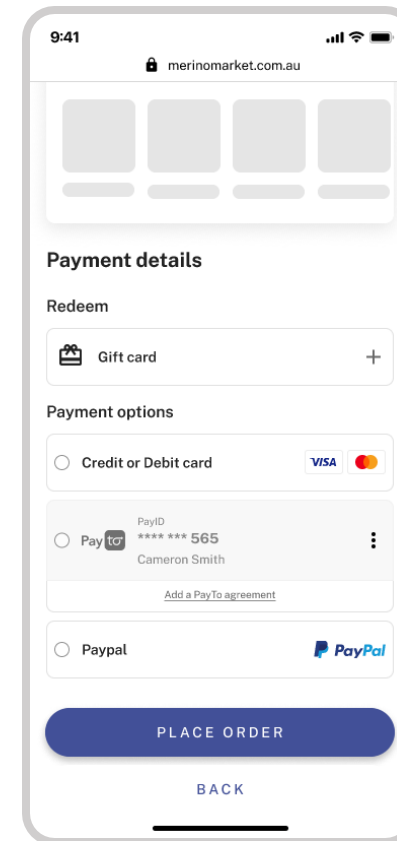 9:41
merinomarket.com.au
Payment details
Redeem
Gift card
Payment options
Credit or Debit card VISA
PayID
Pay to **** *** 565
Cameron Smith
Add a PayTo agreement
Paypal PayPal
PLACE ORDER
BACK